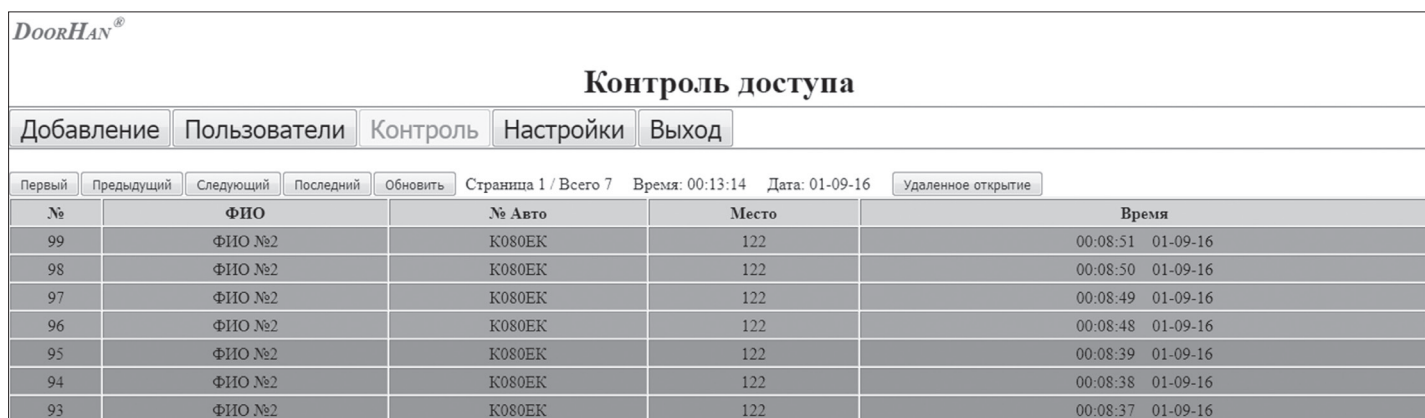 DOORHAN®
Контроль доступа
Добавление Пользователи Контроль Настройки Выход
Первый Предыдущий Следующий Последний Обновить Страница 1 / Всего 7 Время: 00:13:14 Дата: 01-09-16 Удаленное открытие
№ ФИО № Авто Место Время
99 ФИО №2 К080ЕК 122 00:08:51 01-09-16
98 ФИО №2 К080ЕК 122 00:08:50 01-09-16
97 ФИО №2 К080ЕК 122 00:08:49 01-09-16
96 ФИО №2 К080ЕК 122 00:08:48 01-09-16
95 ФИО №2 К080ЕК 122 00:08:39 01-09-16
94 ФИО №2 К080ЕК 122 00:08:38 01-09-16
93 ФИО №2 К080ЕК 122 00:08:37 01-09-16